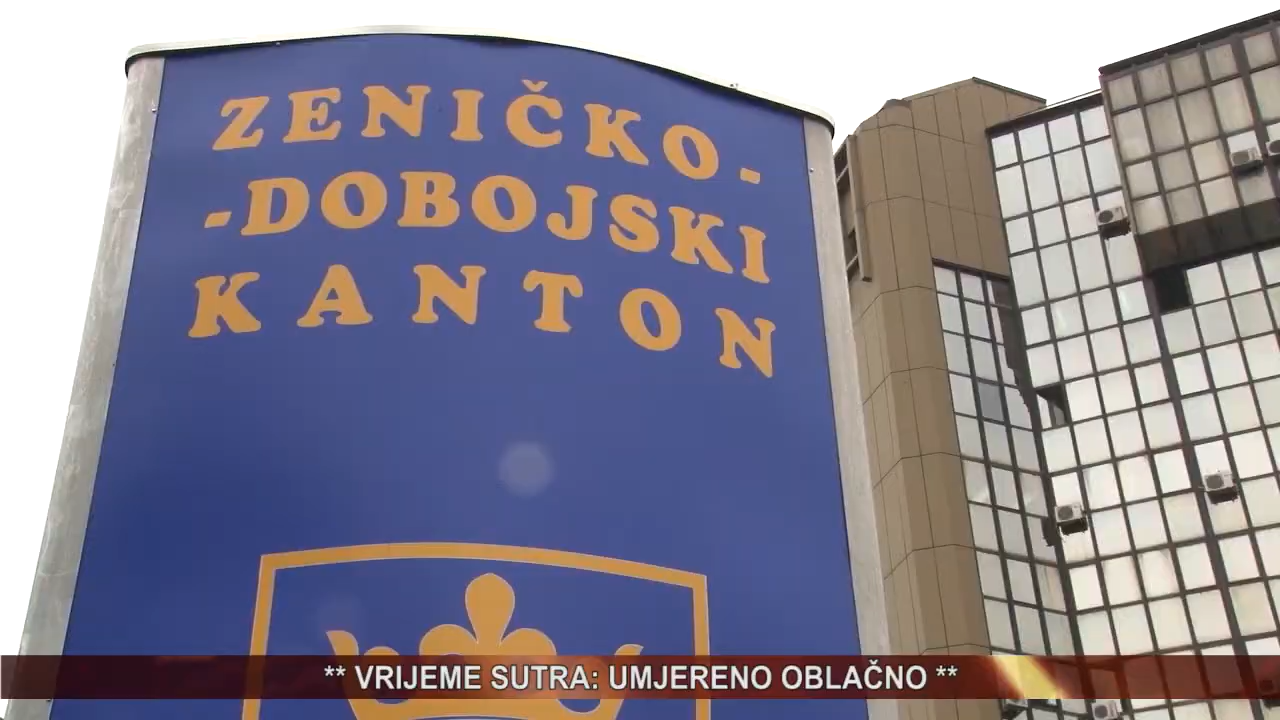 ZENIČKO-
-DOBOJSKI
KANTON
** VRIJEME SUTRA: UMJERENO OBLAČNO **